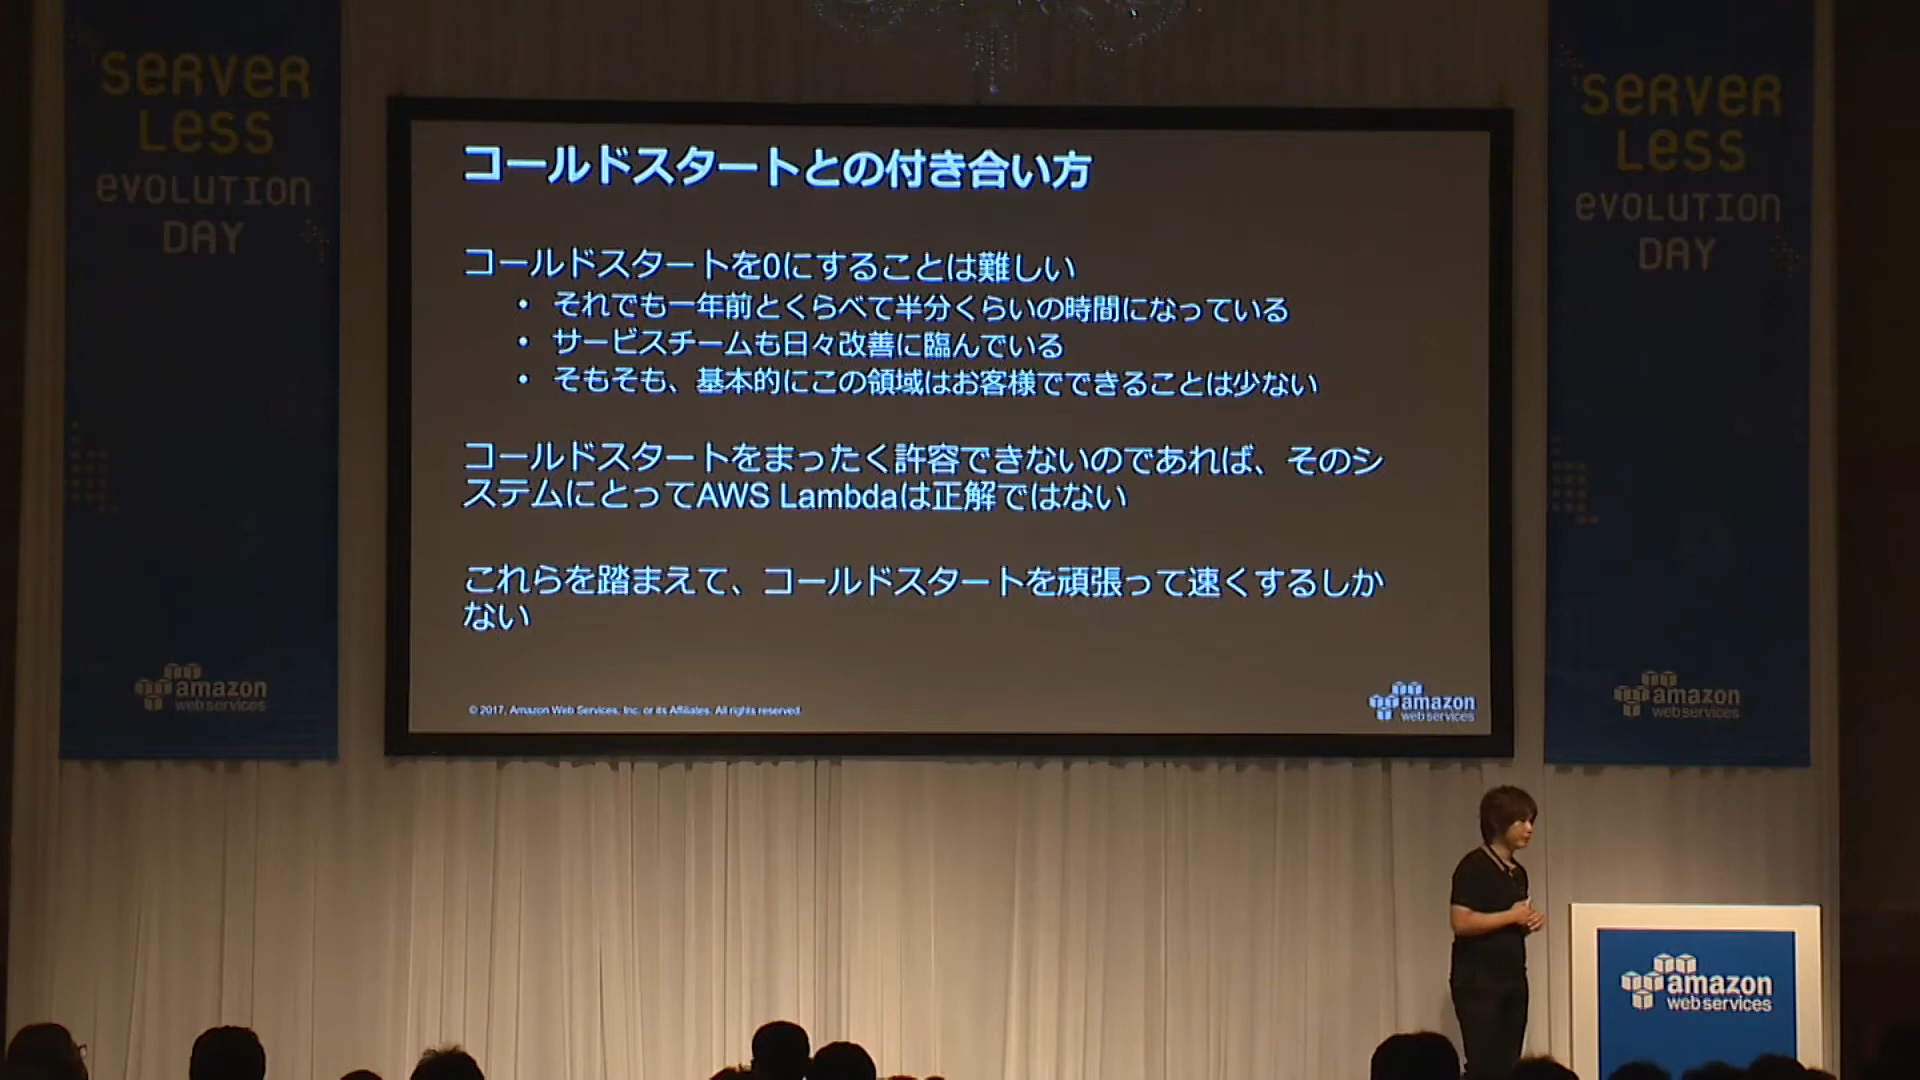 SERVER
LESS
EVOLUTION
DAY
amazon
web services
コールドスタートとの付き合い方
コールドスタートを0にすることは難しい
• それでも一年前とくらべて半分くらいの時間になっている
• サービスチームも日々改善に臨んでいる
• そもそも、基本的にこの領域はお客様でできることは少ない
コールドスタートをまったく許容できないのであれば、そのシ
ステムにとってAWS Lambdaは正解ではない
これらを踏まえて、コールドスタートを頑張って速くするしか
ない
© 2017, Amazon Web Services, Inc. or its Affiliates. All rights reserved.
amazon
web services
SERVER
LESS
EVOLUTION
DAY
amazon
web services
amazon
web services